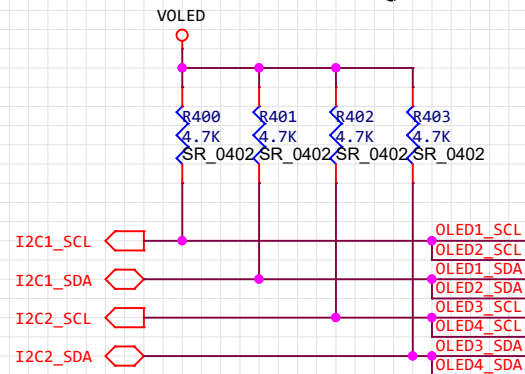 VOLED
R400 R401 R402 R403
4.7K 4.7K 4.7K 4.7K
SR_0402 SR_0402 SR_0402 SR_0402
I2C1_SCL OLED1_SCL
OLED2_SCL
I2C1_SDA OLED1_SDA
OLED2_SDA
I2C2_SCL OLED3_SCL
OLED4_SCL
I2C2_SDA OLED3_SDA
OLED4_SDA